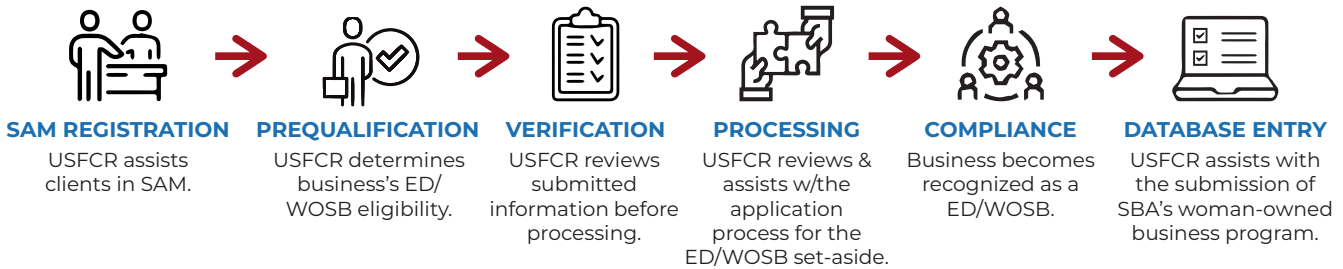 SAM REGISTRATION
USFCR assists
clients in SAM.
PREQUALIFICATION
USFCR determines
business's ED/
WOSB eligibility.
VERIFICATION
USFCR reviews
submitted
information before
processing.
PROCESSING
USFCR reviews &
assists w/the
application
process for the
ED/WOSB set-aside.
COMPLIANCE
Business becomes
recognized as a
ED/WOSB.
DATABASE ENTRY
USFCR assists with
the submission of
SBA's woman-owned
business program.